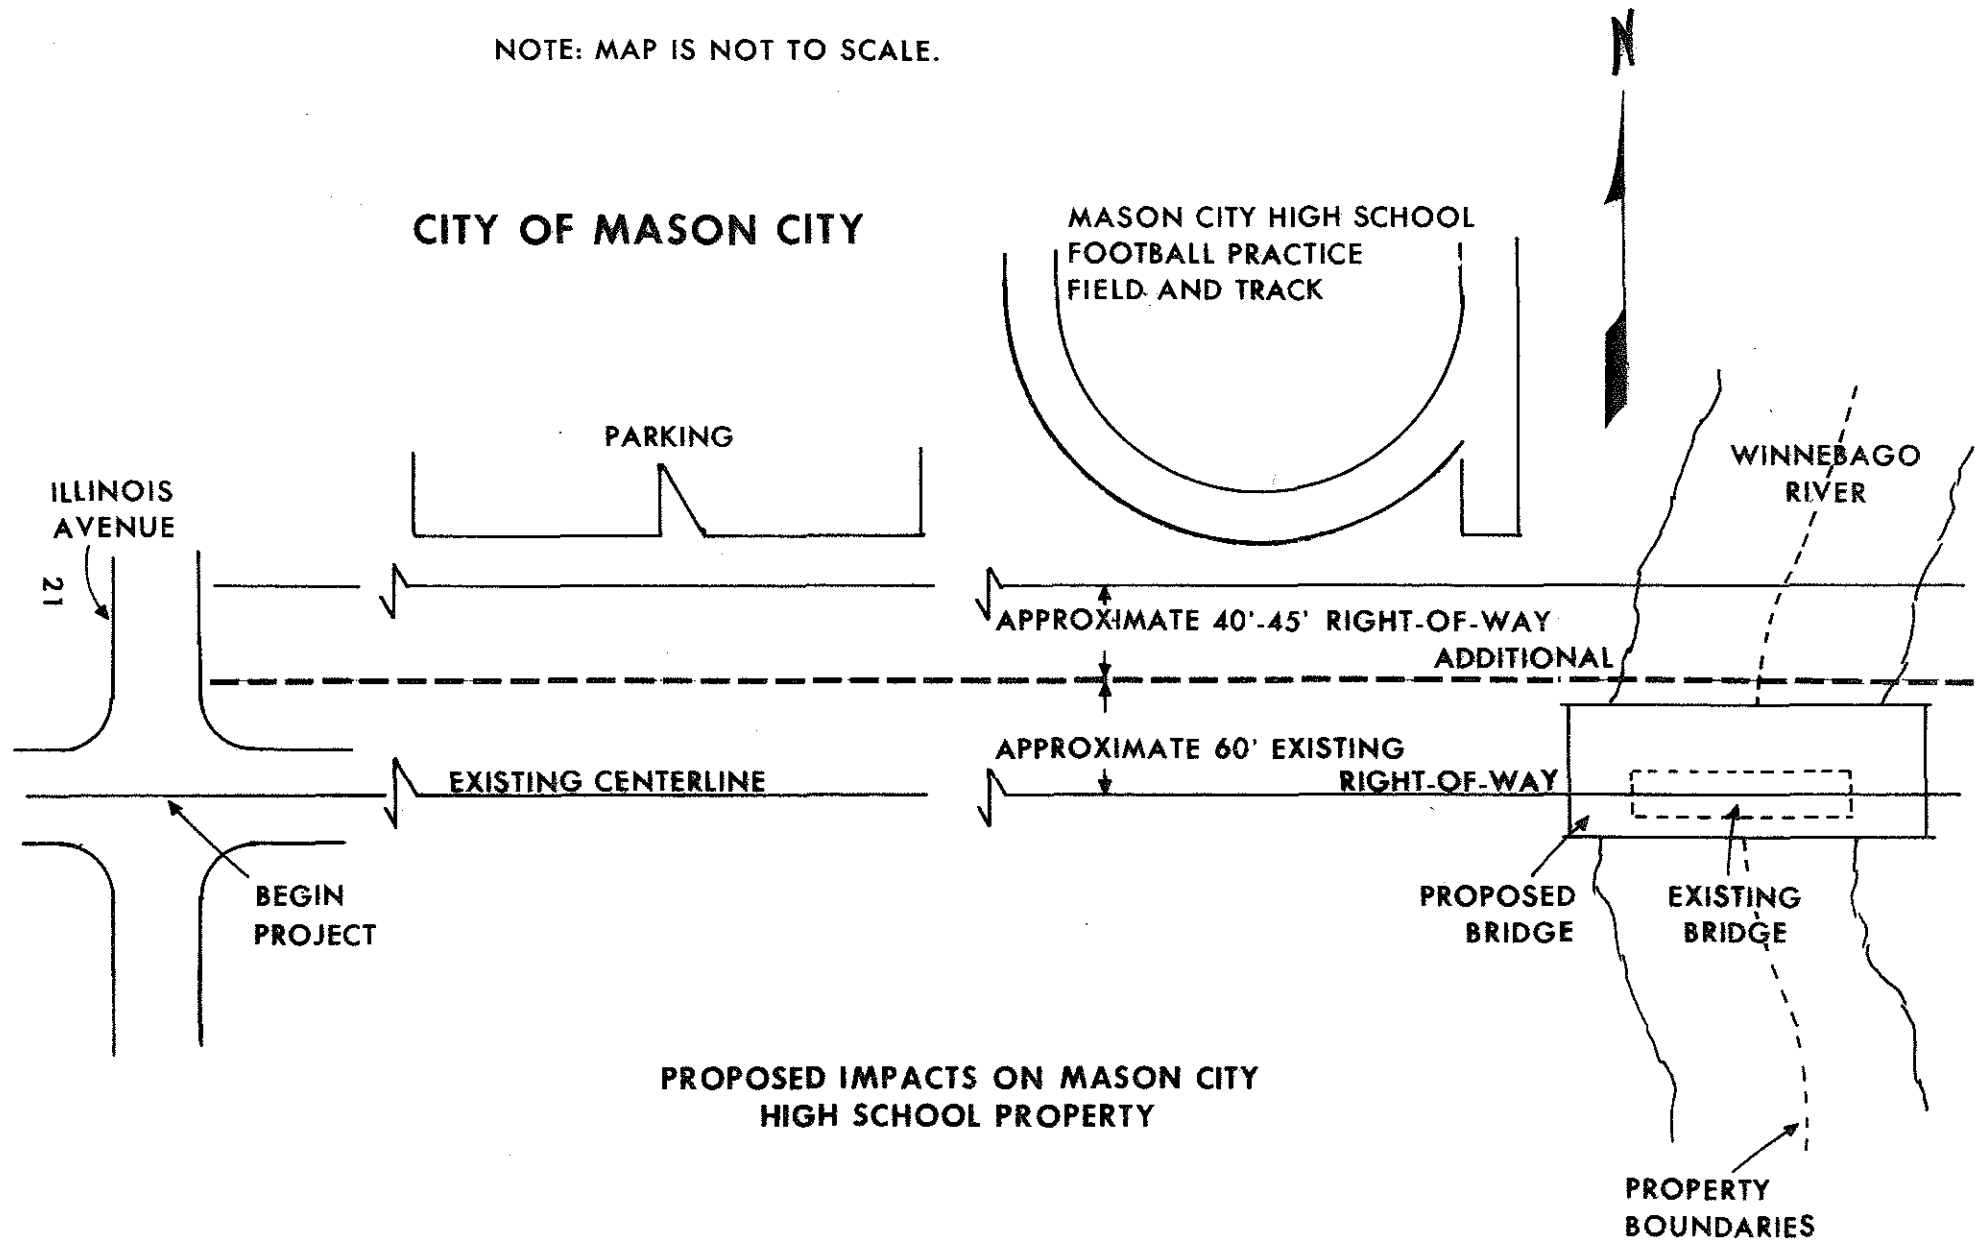 NOTE: MAP IS NOT TO SCALE.
N
CITY OF MASON CITY
MASON CITY HIGH SCHOOL
FOOTBALL PRACTICE
FIELD AND TRACK
PARKING
ILLINOIS
AVENUE
WINNEBAGO
RIVER
21
APPROXIMATE 40'-45' RIGHT-OF-WAY
ADDITIONAL
APPROXIMATE 60' EXISTING
RIGHT-OF-WAY
EXISTING CENTERLINE
BEGIN
PROJECT
PROPOSED
BRIDGE
EXISTING
BRIDGE
PROPOSED IMPACTS ON MASON CITY
HIGH SCHOOL PROPERTY
PROPERTY
BOUNDARIES